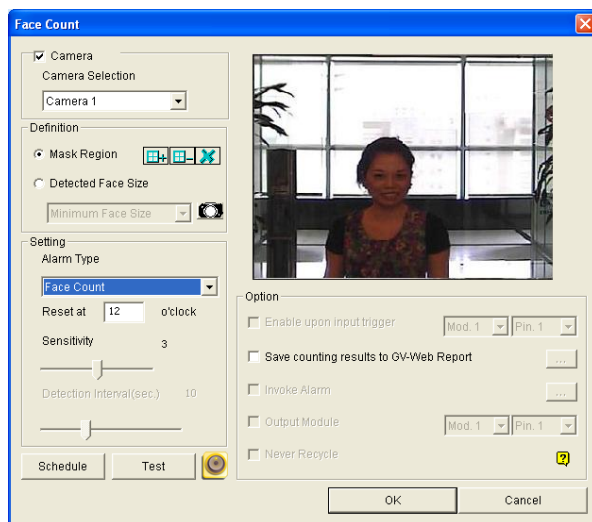 Face Count
Camera
Camera Selection
Camera 1
Definition
Mask Region
Detected Face Size
Minimum Face Size
Setting
Alarm Type
Face Count
Reset at 12 o'clock
Sensitivity 3
Detection Interval(sec.) 10
Schedule Test
Option
Enable upon input trigger Mod. 1 Pin. 1
Save counting results to GV-Web Report ...
Invoke Alarm ...
Output Module Mod. 1 Pin. 1
Never Recycle ?
OK Cancel